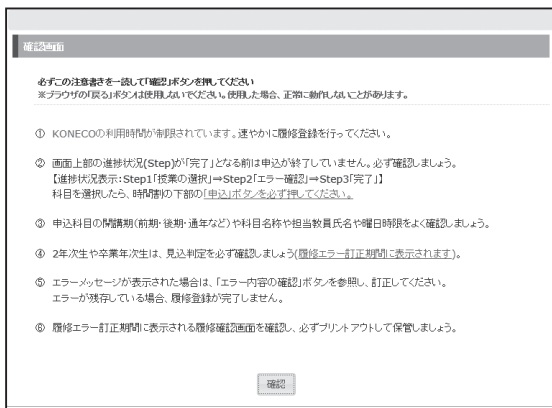 確認画面
必ずこの注意書きを一読して「確認」ボタンを押してください
※ブラウザの「戻る」ボタンは使用しないでください。使用した場合、正常に動作しないことがあります。
① KONECOの利用時間が制限されています。速やかに履修登録を行ってください。
② 画面上部の進捗状況(Step)が「完了」となる前は申込が終了していません。必ず確認しましょう。
【進捗状況表示:Step1「授業の選択」⇒Step2「エラー確認」⇒Step3「完了」】
科目を選択したら、時間割の下部の「申込」ボタンを必ず押してください。
③ 申込科目の開講期(前期・後期・通年など)や科目名称や担当教員氏名や曜日時限をよく確認しましょう。
④ 2年次生や卒業年次生は、見込判定を必ず確認しましょう(履修エラー訂正期間に表示されます)。
⑤ エラーメッセージが表示された場合は、「エラー内容の確認」ボタンを参照し、訂正してください。
エラーが残存している場合、履修登録が完了しません。
⑥ 履修エラー訂正期間に表示される履修確認画面を確認し、必ずプリントアウトして保管しましょう。
確認